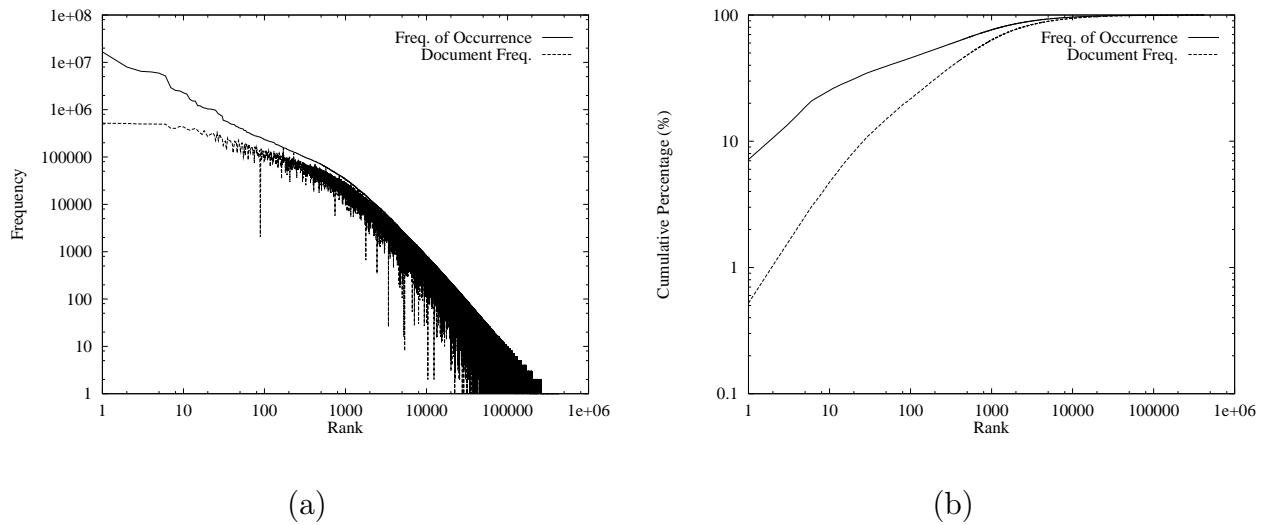 1e+08
1e+07
1e+06
100000
10000
1000
100
10
1
Frequency
Freq. of Occurrence
Document Freq.
1 10 100 1000 10000 100000 1e+06
Rank
(a)
100
10
1
0.1
Cumulative Percentage (%)
Freq. of Occurrence
Document Freq.
1 10 100 1000 10000 100000 1e+06
Rank
(b)